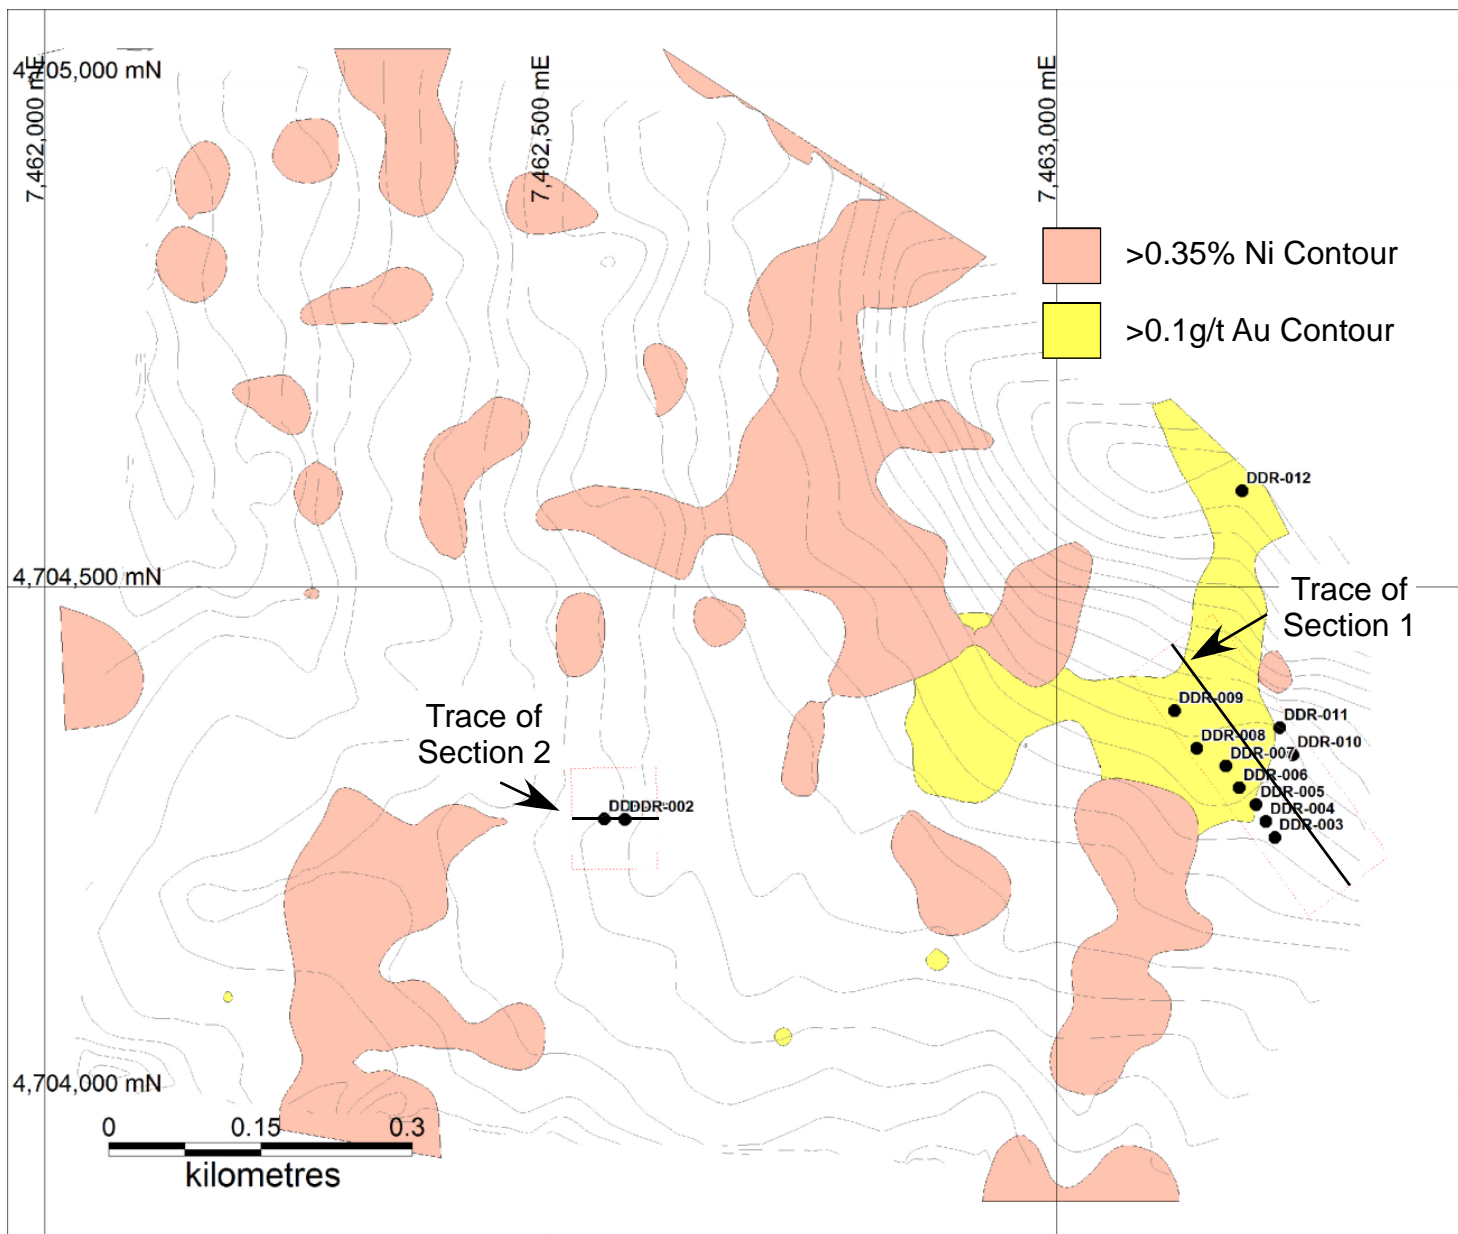 4,705,000 mN
7,462,000 mE
7,462,500 mE
7,463,000 mE
>0.35% Ni Contour
>0.1g/t Au Contour
DDR-012
4,704,500 mN
Trace of
Section 1
DDR-009
DDR-011
DDR-008
DDR-010
DDR-007
DDR-006
DDR-005
DDR-004
DDR-003
Trace of
Section 2
DDR-002
4,704,000 mN
0 0.15 0.3
kilometres